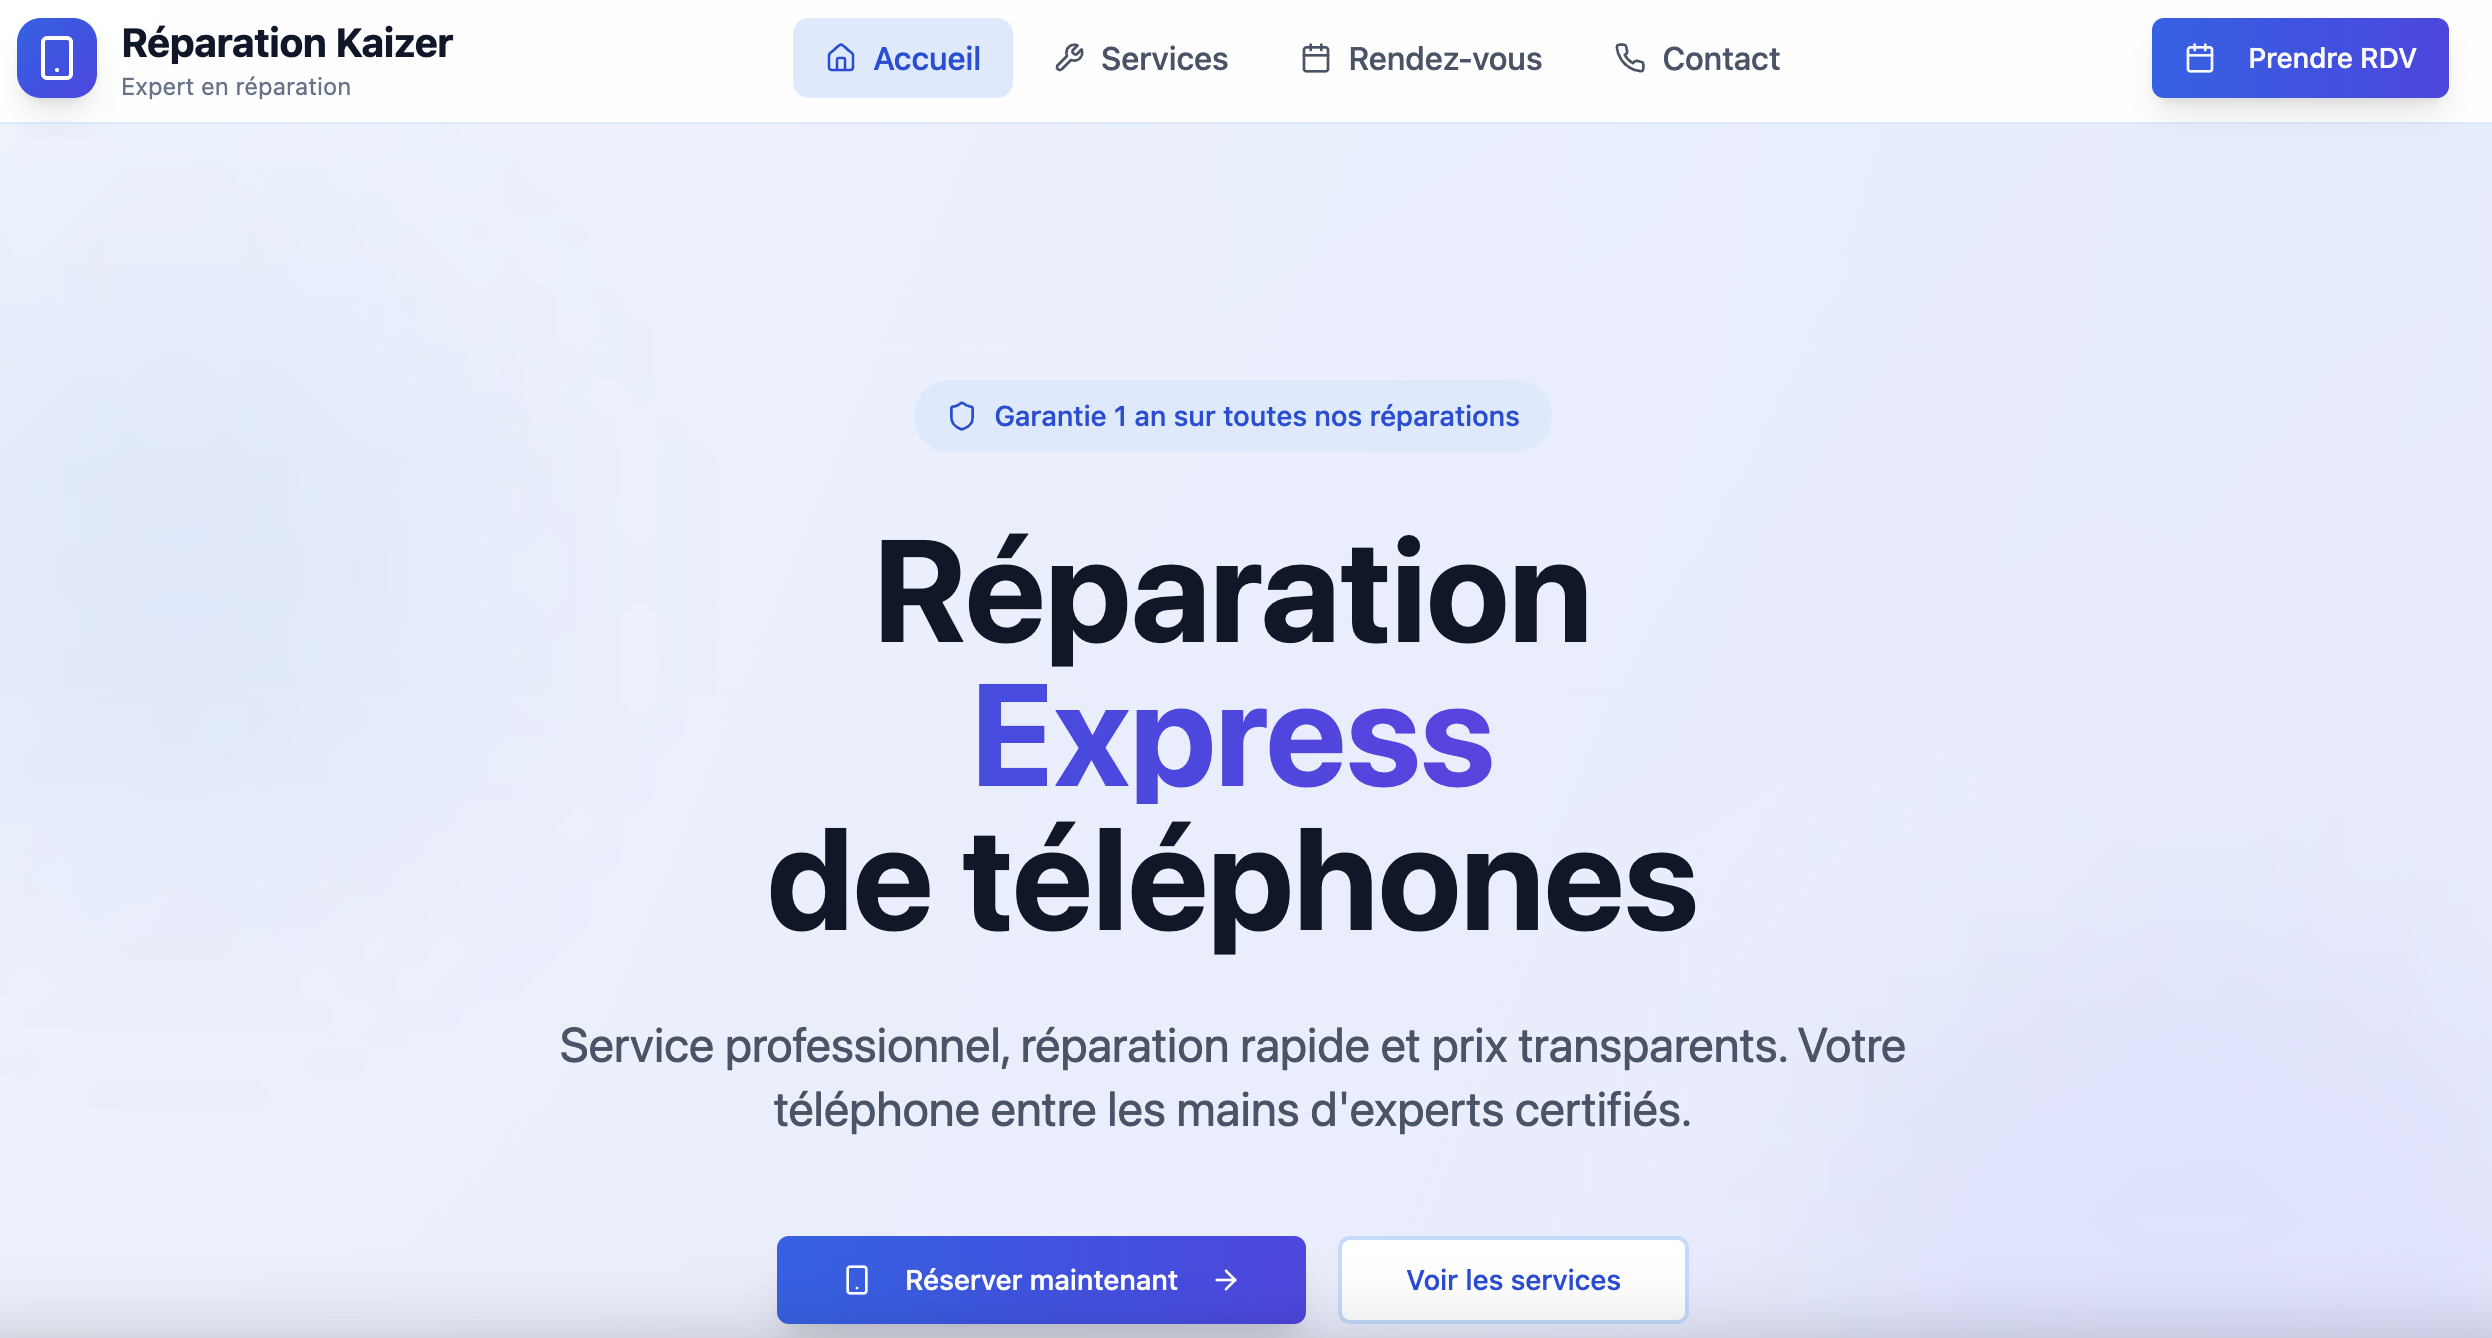 Réparation Kaizer
Expert en réparation
Accueil
Services
Rendez-vous
Contact
Prendre RDV
Garantie 1 an sur toutes nos réparations
Réparation
Express
de téléphones
Service professionnel, réparation rapide et prix transparents. Votre
téléphone entre les mains d'experts certifiés.
Réserver maintenant
Voir les services